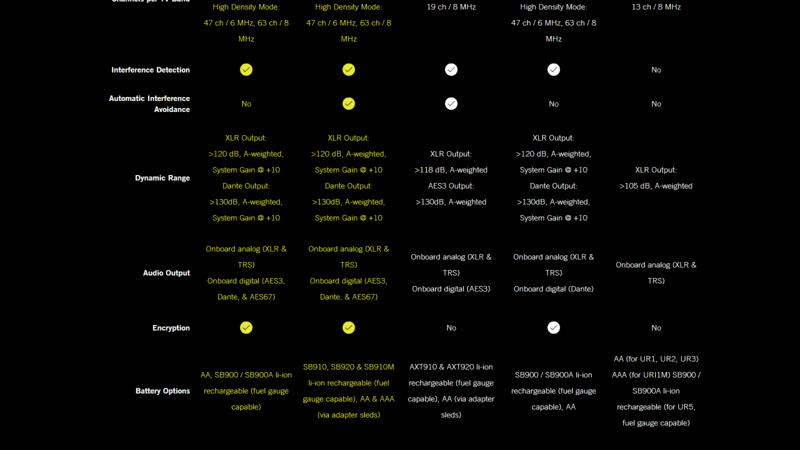 Channels per TV Band
High Density Mode:
47 ch / 6 MHz, 63 ch / 8
MHz
High Density Mode:
47 ch / 6 MHz, 63 ch / 8
MHz
19 ch / 8 MHz
High Density Mode:
47 ch / 6 MHz, 63 ch / 8
MHz
13 ch / 8 MHz
Interference Detection
No
Automatic Interference
Avoidance
No
No
No
Dynamic Range
XLR Output:
>120 dB, A-weighted,
System Gain @ +10
Dante Output:
>130dB, A-weighted,
System Gain @ +10
XLR Output:
>120 dB, A-weighted,
System Gain @ +10
Dante Output:
>130dB, A-weighted,
System Gain @ +10
XLR Output:
>118 dB, A-weighted
AES3 Output:
>130dB, A-weighted
XLR Output:
>120 dB, A-weighted,
System Gain @ +10
Dante Output:
>130dB, A-weighted,
System Gain @ +10
XLR Output:
>105 dB, A-weighted
Audio Output
Onboard analog (XLR &
TRS)
Onboard digital (AES3,
Dante, & AES67)
Onboard analog (XLR &
TRS)
Onboard digital (AES3,
Dante, & AES67)
Onboard analog (XLR &
TRS)
Onboard digital (AES3)
Onboard analog (XLR &
TRS)
Onboard digital (Dante)
Onboard analog (XLR &
TRS)
Encryption
No
No
Battery Options
AA, SB900 / SB900A li-ion
rechargeable (fuel gauge
capable)
SB910, SB920 & SB910M
li-ion rechargeable (fuel
gauge capable), AA & AAA
(via adapter sleds)
AXT910 & AXT920 li-ion
rechargeable (fuel gauge
capable), AA (via adapter
sleds)
SB900 / SB900A li-ion
rechargeable (fuel gauge
capable), AA
AA (for UR1, UR2, UR3)
AAA (for UR1M) SB900 /
SB900A li-ion
rechargeable (for UR5,
fuel gauge capable)